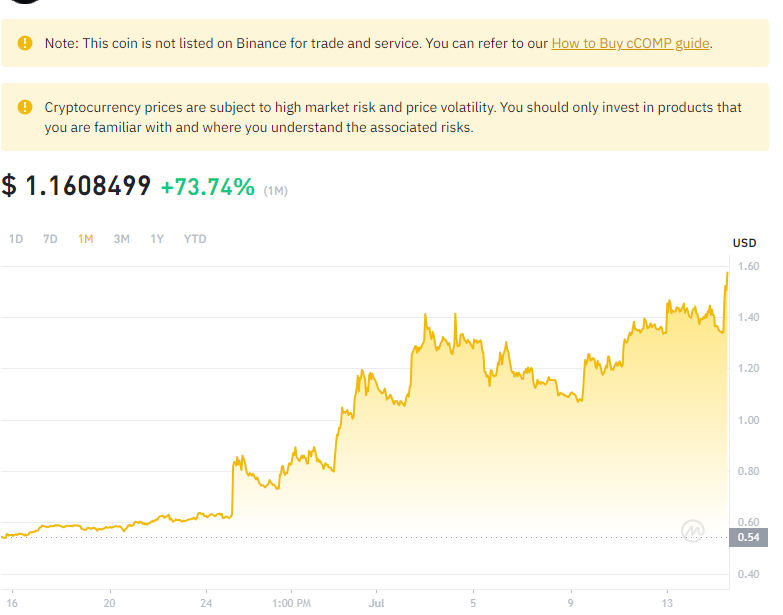 Note: This coin is not listed on Binance for trade and service. You can refer to our How to Buy cCOMP guide.
Cryptocurrency prices are subject to high market risk and price volatility. You should only invest in products that
you are familiar with and where you understand the associated risks.
$ 1.1608499 +73.74% (1M)
1D 7D 1M 3M 1Y YTD
USD
1.60
1.40
1.20
1.00
0.80
0.60
0.54
0.40
16 20 24 1:00 PM Jul 5 9 13